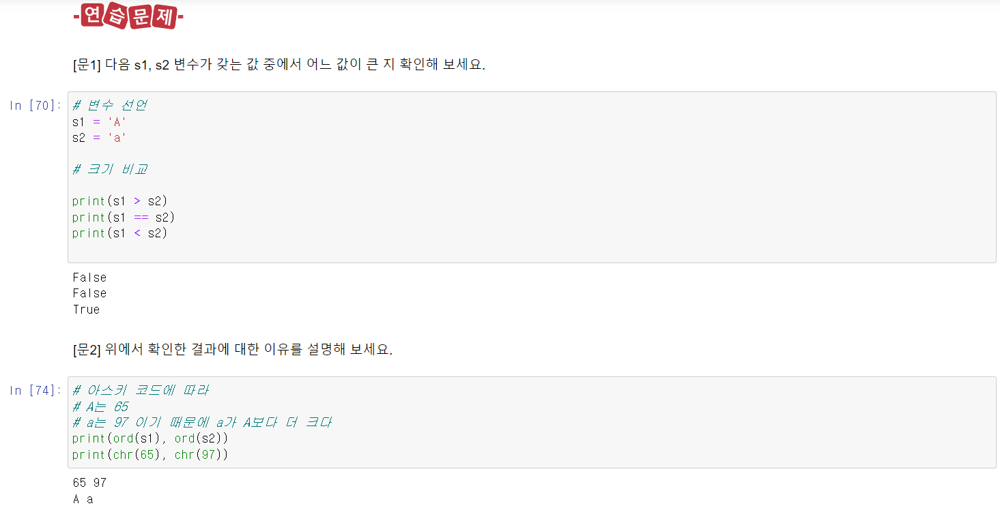 -연습문제-
[문1] 다음 s1, s2 변수가 갖는 값 중에서 어느 값이 큰 지 확인해 보세요.
In [70]:
# 변수 선언
s1 = 'A'
s2 = 'a'
# 크기 비교
print(s1 > s2)
print(s1 == s2)
print(s1 < s2)
False
False
True
[문2] 위에서 확인한 결과에 대한 이유를 설명해 보세요.
In [74]:
# 아스키 코드에 따라
# A는 65
# a는 97 이기 때문에 a가 A보다 더 크다
print(ord(s1), ord(s2))
print(chr(65), chr(97))
65 97
A a